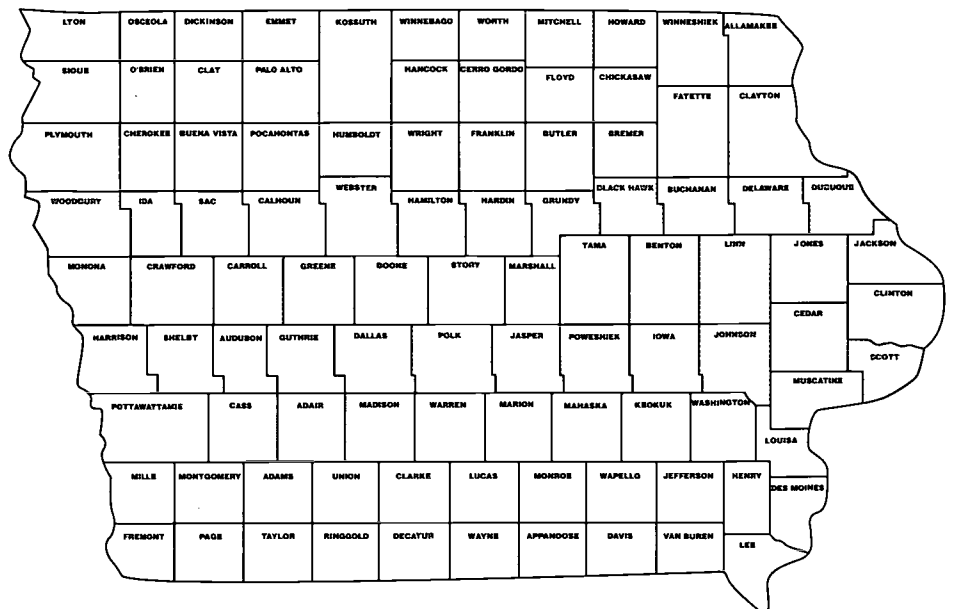 LYON OSCEOLA DICKINSON EMMET KOSSUTH WINNEBAGO WORTH MITCHELL HOWARD WINNESHIEK ALLAMAKEE
SIOUX O'BRIEN CLAT PALO ALTO HANCOCK CERRO GORDO FLOYD CHICKASAW
FATETTE CLAYTON
PLYMOUTH CHEROKEE BUENA VISTA POCAHONTAS HUMBOLDT WRIGHT FRANKLIN BUTLER BREMER
WEBSTER BLACK HAWK BUCHANAN DELAWARE DUBUQUE
WOODBURY IDA SAC CALHOUN HAMILTON HARDIN GRUNDY
TAMA BENTON LINN JONES JACKSON
MONONA CRAWFORD CARROLL GREENE BOONE STORY MARSHALL
CLINTON
CEDAR
HARRISON SHELBY AUDUBON GUTHRIE DALLAS POLK JASPER POWESHIEK IOWA JOHNSON
SCOTT
MUSCATINE
POTTAWATTAMIE CASS ADAIR MADISON WARREN MARION MAHASKA KEOKUK WASHINGTON
LOUISA
MILLE MONTGOMERY ADAMS UNION CLARKE LUCAS MONROE WAPELLO JEFFERSON HENRY
DES MOINES
FREMONT PAGE TAYLOR RINGGOLD DECATUR WAYNE APPANOOSE DAVIS VAN BUREN
LEE